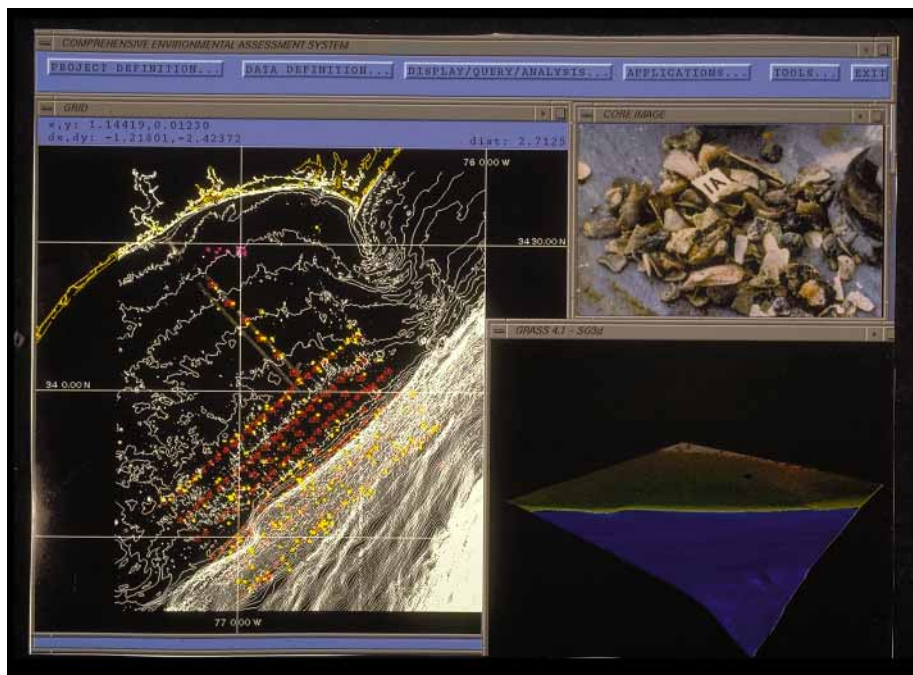 COMPREHENSIVE ENVIRONMENTAL ASSESSMENT SYSTEM
PROJECT DEFINITION... DATA DEFINITION... DISPLAY/QUERY/ANALYSIS... APPLICATIONS... TOOLS... EXIT
GRID
x,y: 1.14419,0.01230
dx,dy: -1.21801,-2.42372 dist: 2.7125
76 0.00 W
34 30.00 N
34 0.00 N
77 0.00 W
CORE IMAGE
1A
GRASS 4.1 - SG3d